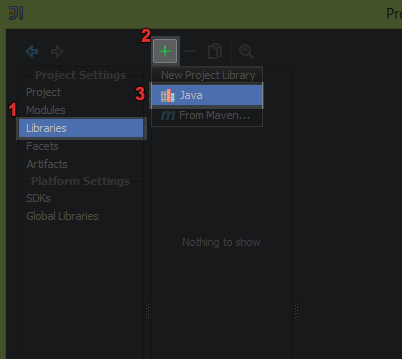 Pro
2
Project Settings
New Project Library
Project
3
Java
1
Modules
From Maven...
Libraries
Facets
Artifacts
Platform Settings
SDKs
Global Libraries
Nothing to show